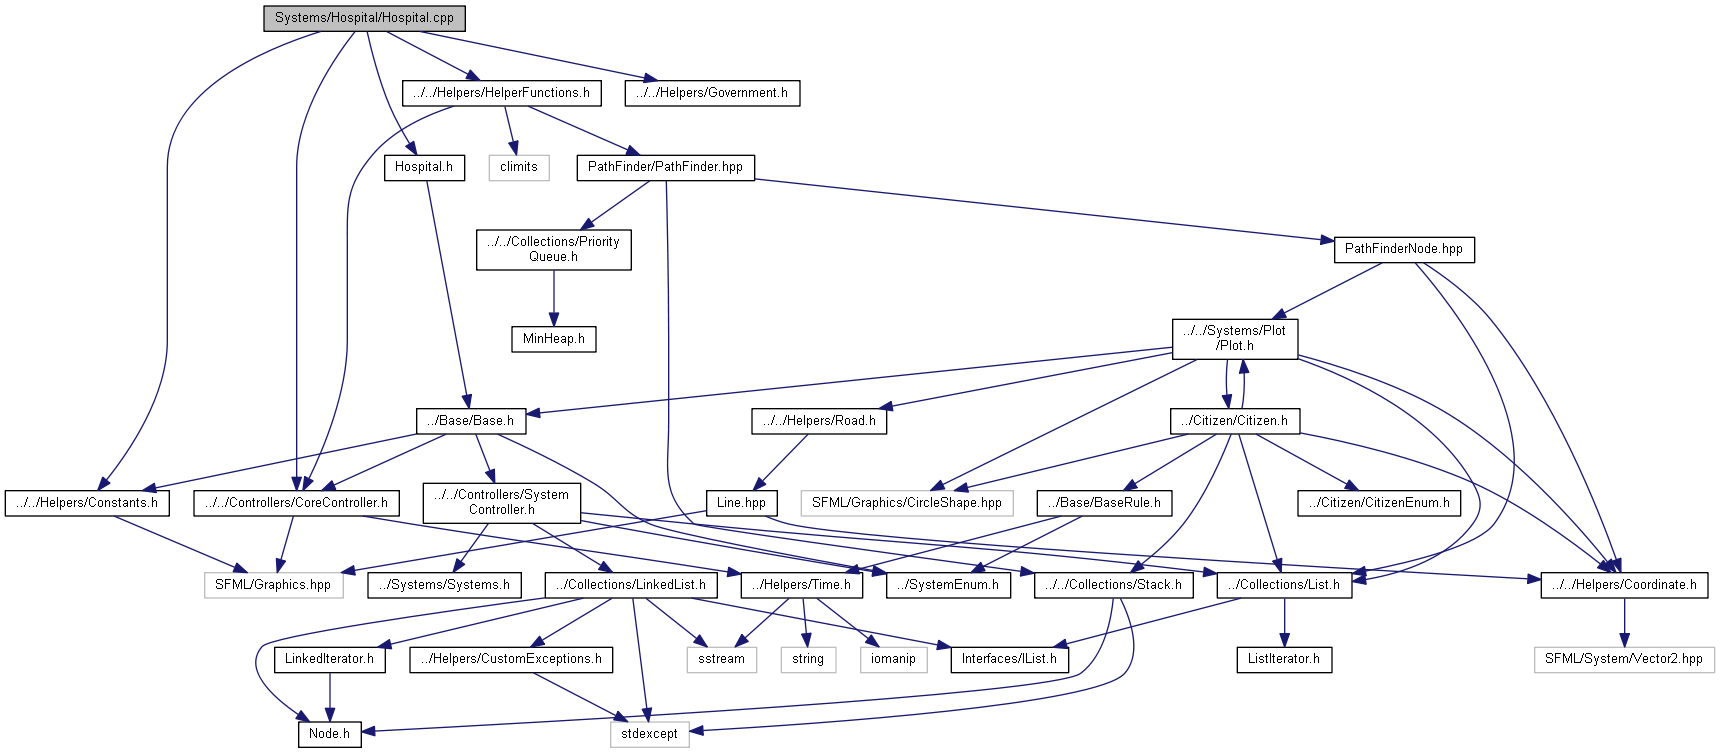 Systems/Hospital/Hospital.cpp
../../Helpers/HelperFunctions.h
../../Helpers/Government.h
Hospital.h
climits
PathFinder/PathFinder.hpp
../../Collections/Priority
Queue.h
PathFinderNode.hpp
MinHeap.h
../../Systems/Plot
/Plot.h
../Base/Base.h
../../Helpers/Road.h
../Citizen/Citizen.h
../../Helpers/Constants.h
../../Controllers/CoreController.h
../../Controllers/System
Controller.h
Line.hpp
SFML/Graphics/CircleShape.hpp
../Base/BaseRule.h
../Citizen/CitizenEnum.h
SFML/Graphics.hpp
../Systems/Systems.h
../Collections/LinkedList.h
../Helpers/Time.h
../SystemEnum.h
../../Collections/Stack.h
../Collections/List.h
../../Helpers/Coordinate.h
LinkedIterator.h
../Helpers/CustomExceptions.h
sstream
string
iomanip
Interfaces/IList.h
ListIterator.h
SFML/System/Vector2.hpp
Node.h
stdexcept